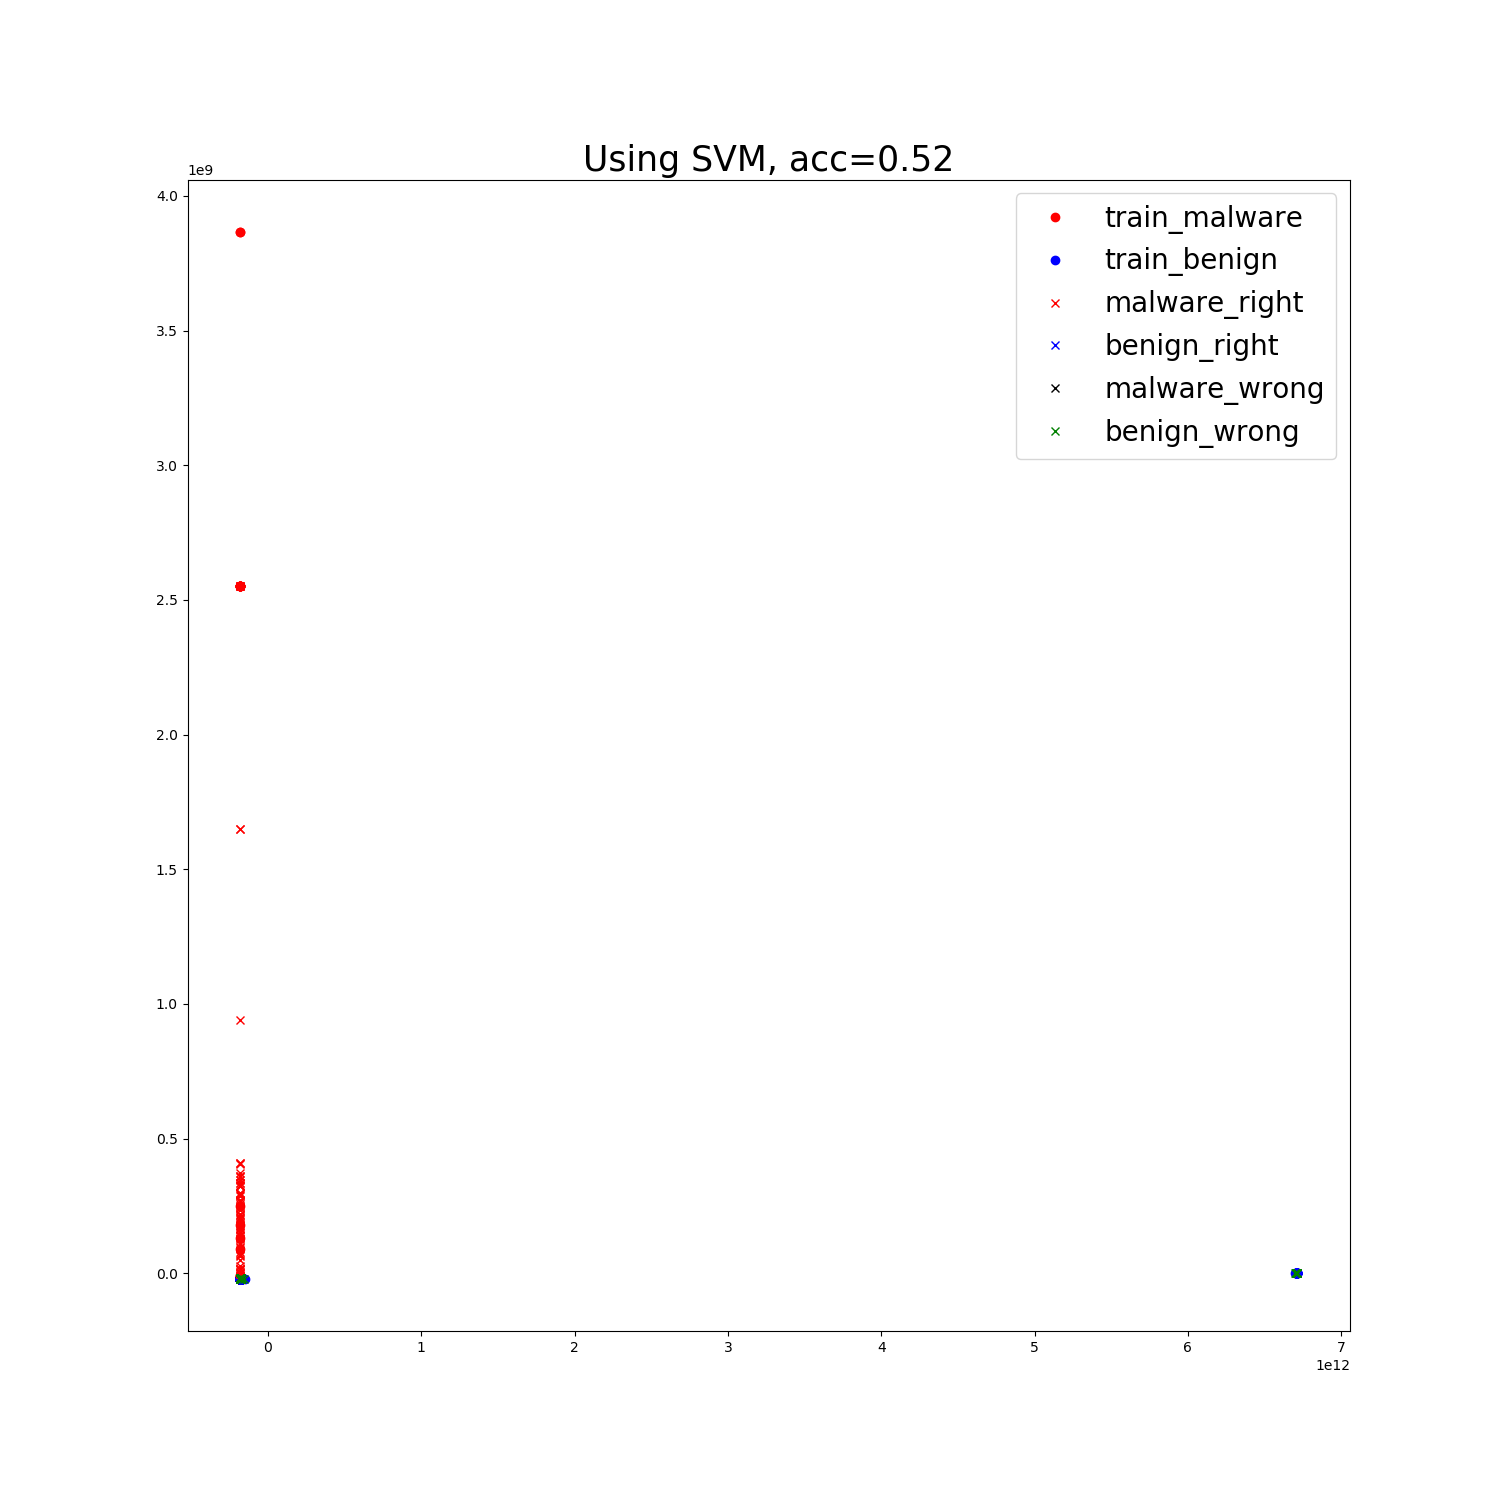 Using SVM, acc=0.52
1e9
4.0
3.5
3.0
2.5
2.0
1.5
1.0
0.5
0.0
train_malware
train_benign
malware_right
benign_right
malware_wrong
benign_wrong
0 1 2 3 4 5 6 7
1e12